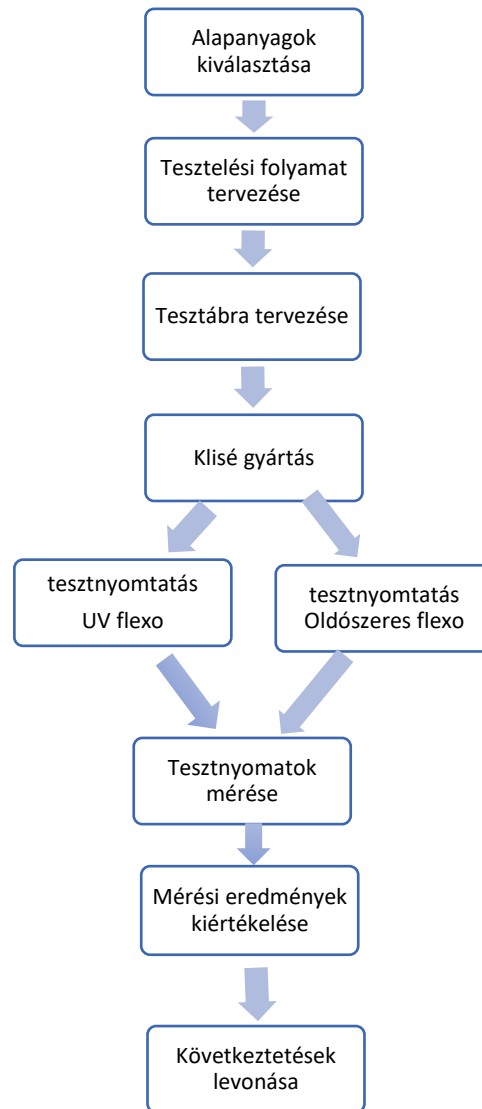 Alapanyagok
kiválasztása
Tesztelési folyamat
tervezése
Tesztábra tervezése
Klisé gyártás
tesztnyomtatás
UV flexo
tesztnyomtatás
Oldószeres flexo
Tesztnyomatok
mérése
Mérési eredmények
kiértékelése
Következtetések
levonása